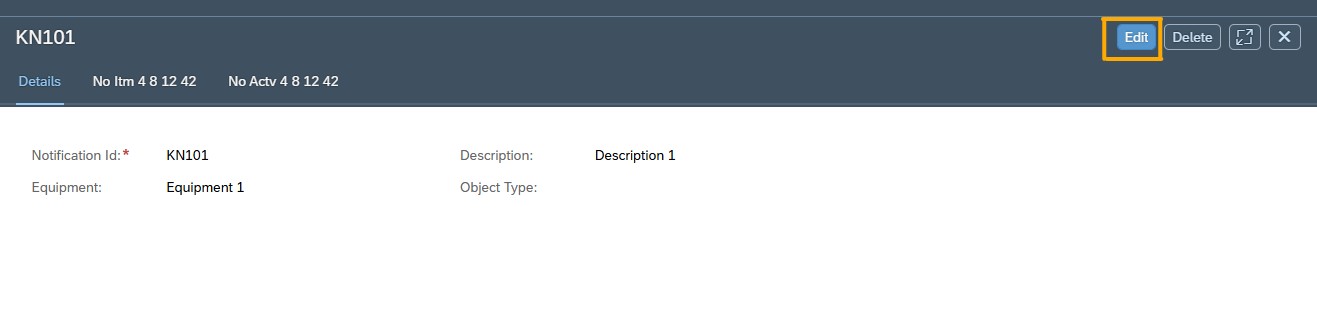 KN101 Edit Delete
Details No Itm 4 8 12 42 No Actv 4 8 12 42
Notification Id:* KN101 Description: Description 1
Equipment: Equipment 1 Object Type: